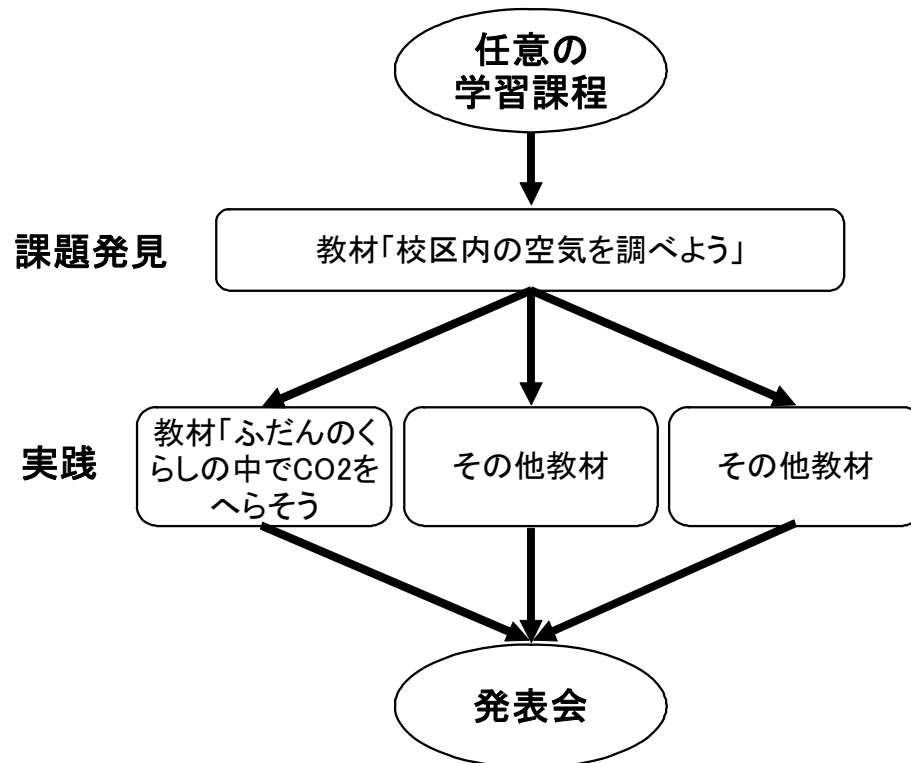 任意の
学習課程
課題発見
教材「校区内の空気を調べよう」
実践
教材「ふだんのく
らしの中でCO2を
へらそう
その他教材
その他教材
発表会